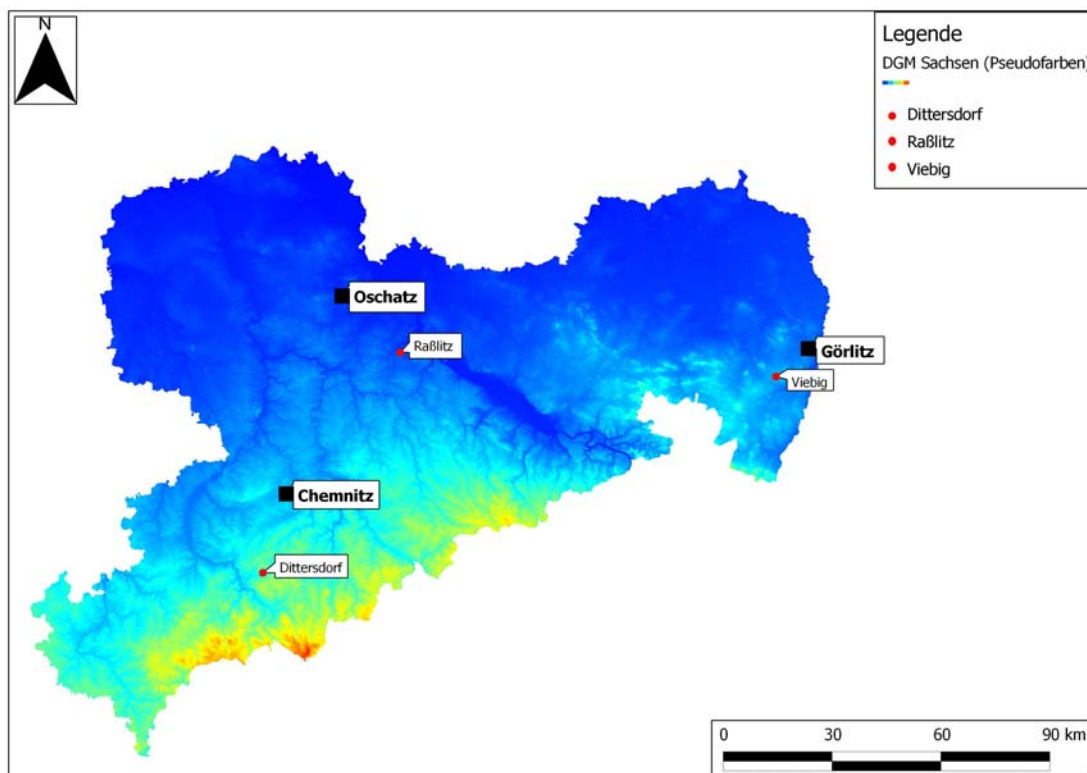 N
Legende
DGM Sachsen (Pseudofarben)
Dittersdorf
Raßlitz
Viebig
Oschatz
Raßlitz
Görlitz
Viebig
Chemnitz
Dittersdorf
0 30 60 90 km